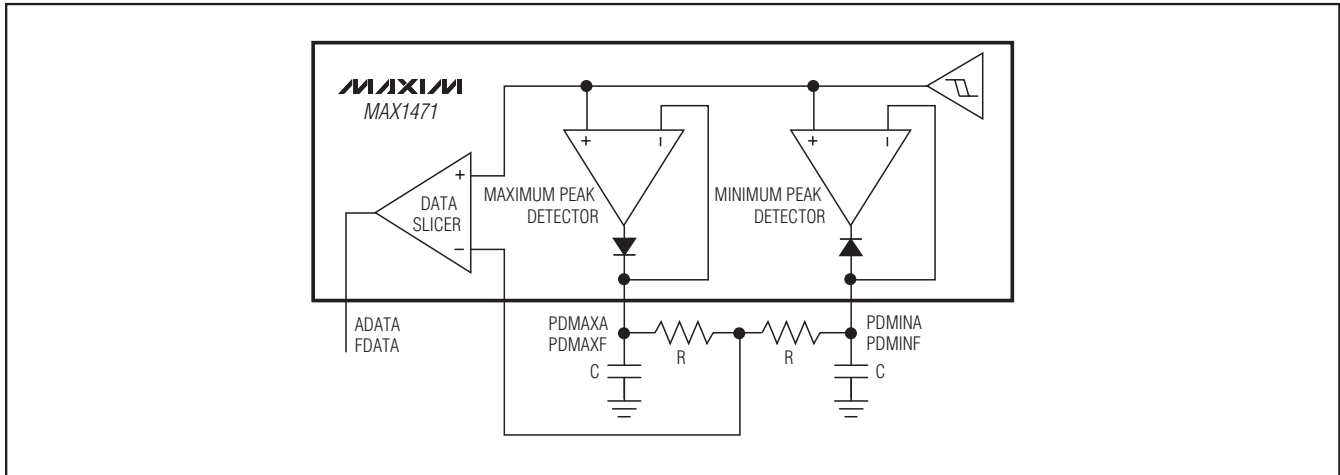 MAXIM
MAX1471
+
−
+
−
MAXIMUM PEAK
DETECTOR
MINIMUM PEAK
DETECTOR
+
DATA
SLICER
−
ADATA
FDATA
PDMAXA
PDMAXF
R
R
PDMINA
PDMINF
C
C